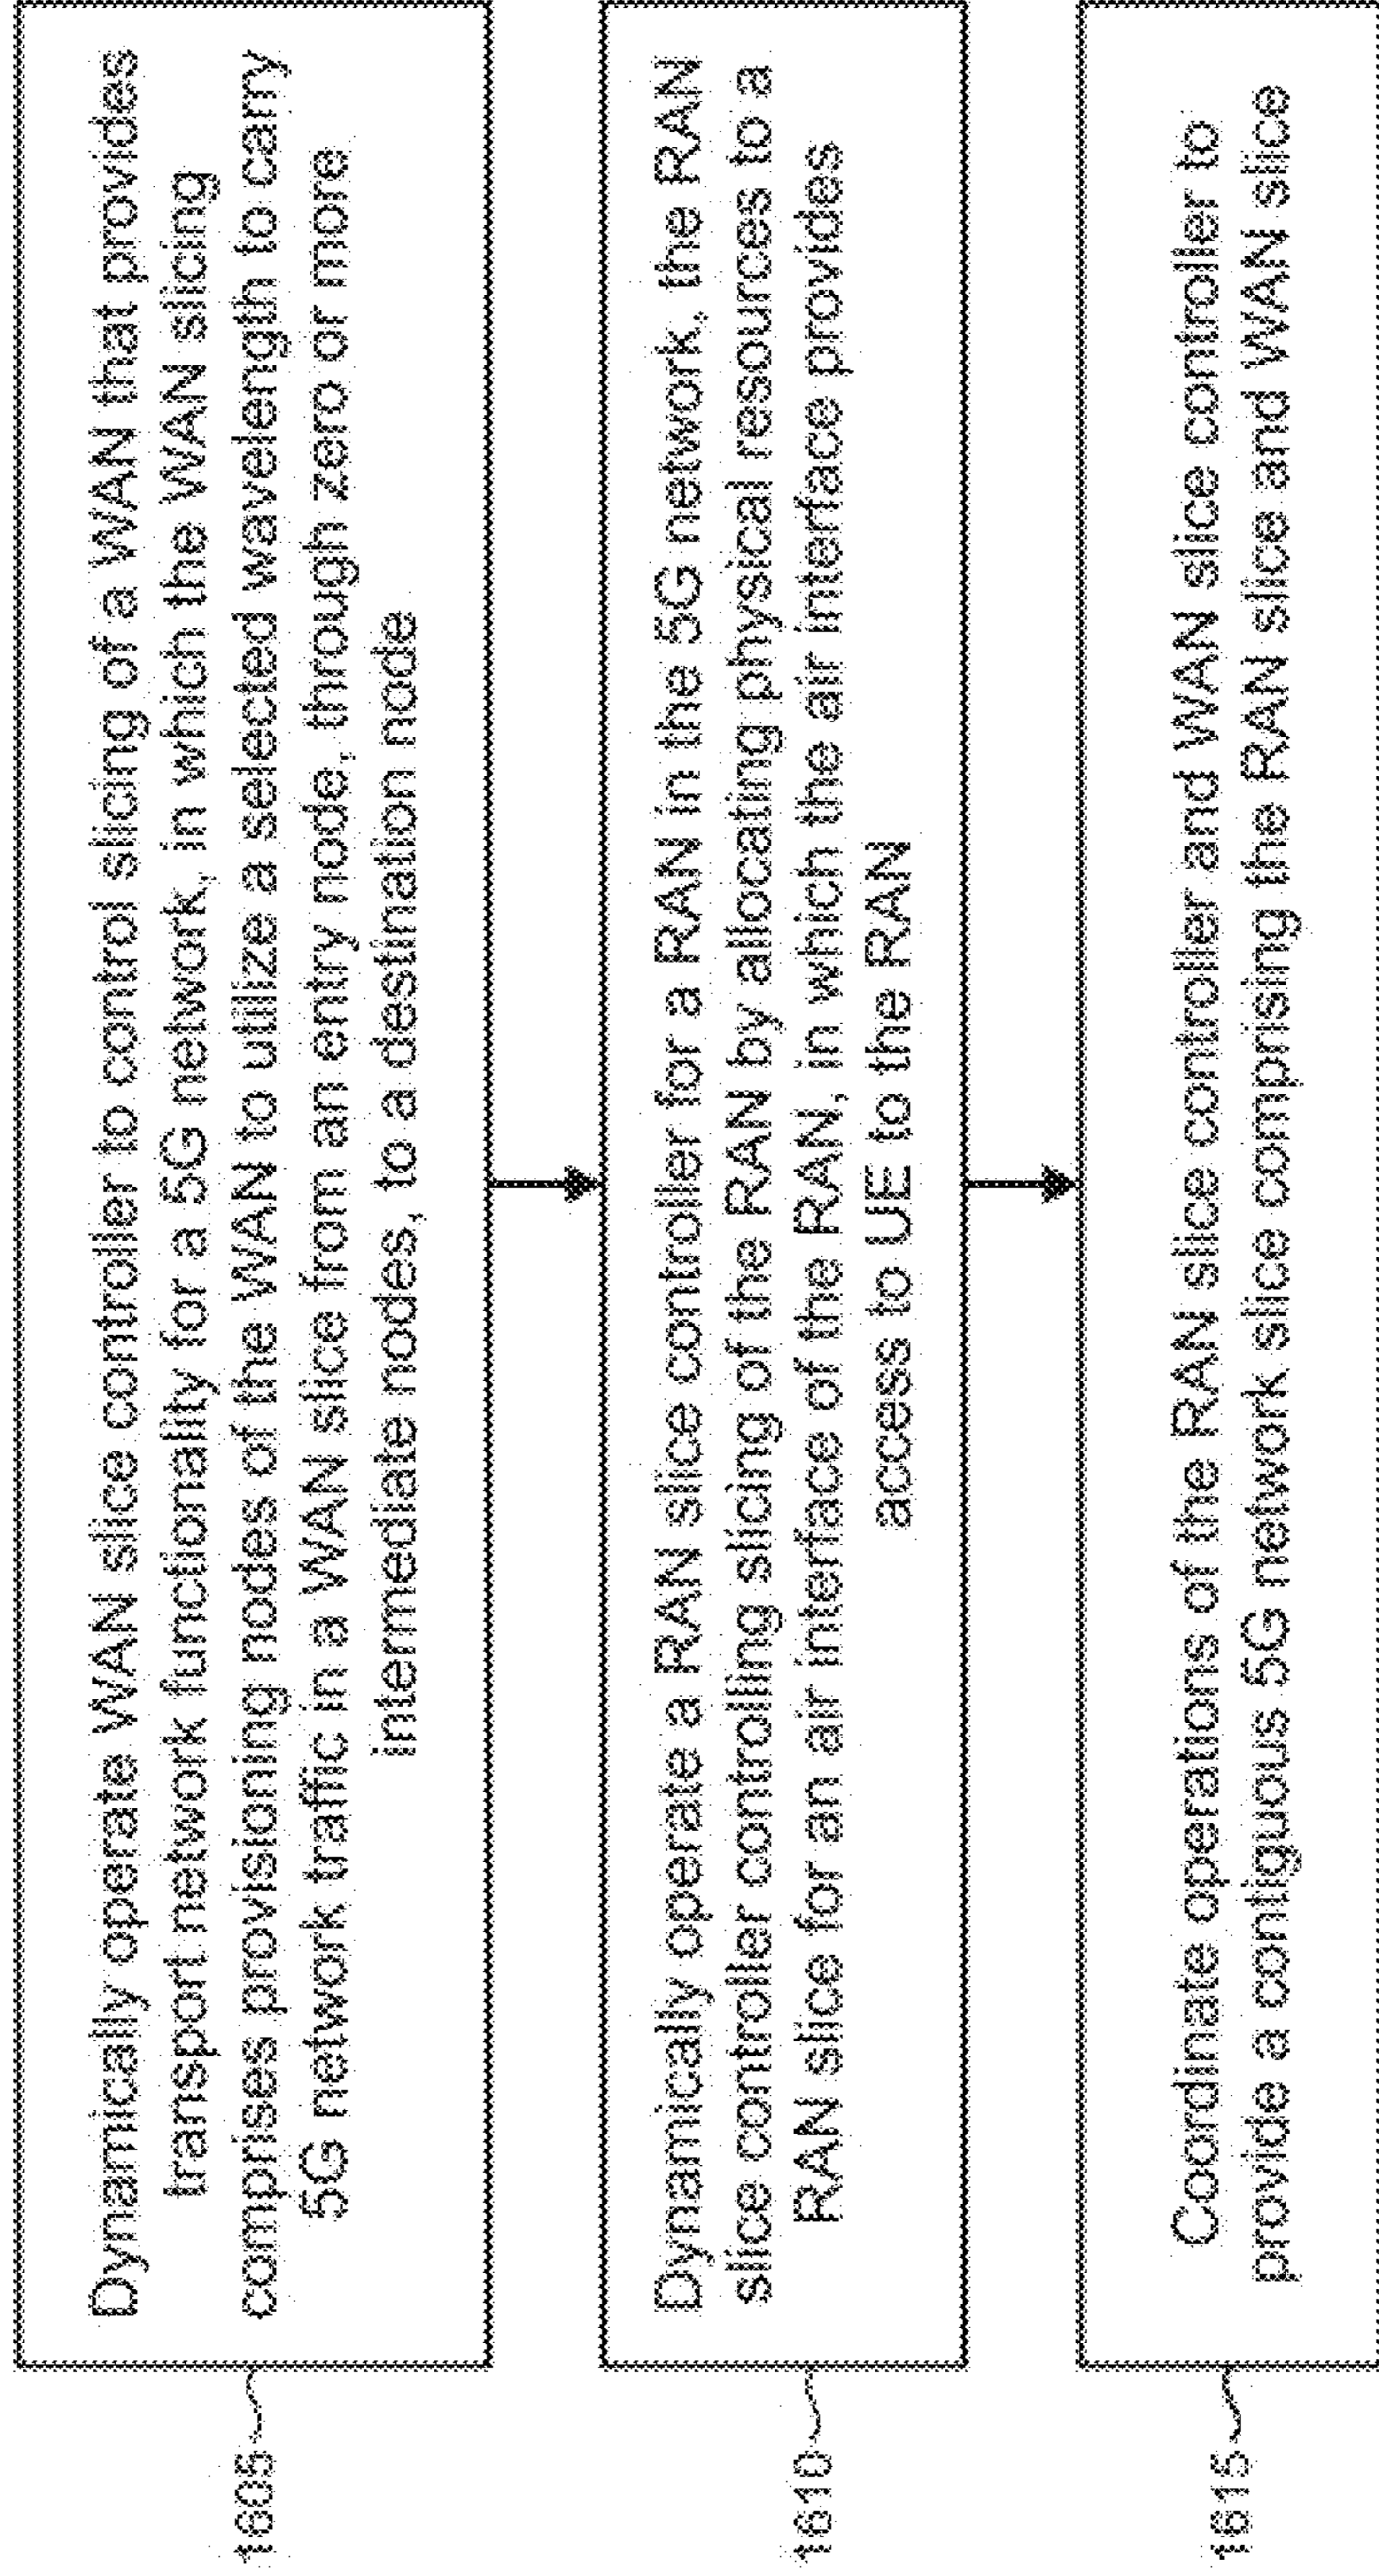 1605
Dynamically operate WAN slice controller to control slicing of a WAN that provides
transport network functionality for a 5G network, in which the WAN slicing
comprises provisioning nodes of the WAN to utilize a selected wavelength to carry
5G network traffic in a WAN slice from an entry node, through zero or more
intermediate nodes, to a destination node
1610
Dynamically operate a RAN slice controller for a RAN in the 5G network, the RAN
slice controller controlling slicing of the RAN by allocating physical resources to a
RAN slice for an air interface of the RAN, in which the air interface provides
access to UE to the RAN
1615
Coordinate operations of the RAN slice controller and WAN slice controller to
provide a contiguous 5G network slice comprising the RAN slice and WAN slice